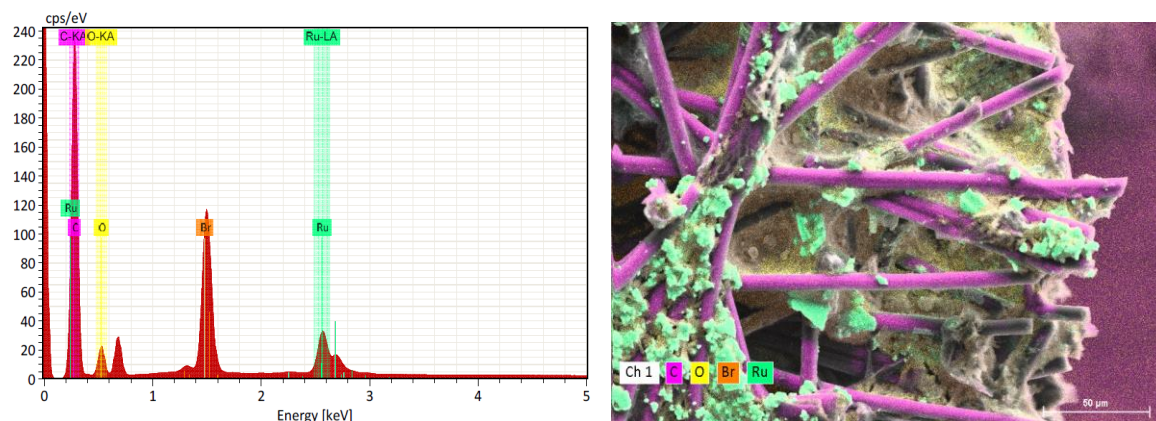 cps/eV
240
220
200
180
160
140
120
100
80
60
40
20
0
C-KA
O-KA
Ru-LA
Ru
C
O
Br
Ru
0
1
2
3
4
5
Energy [keV]
Ch 1 C O Br Ru
50 µm